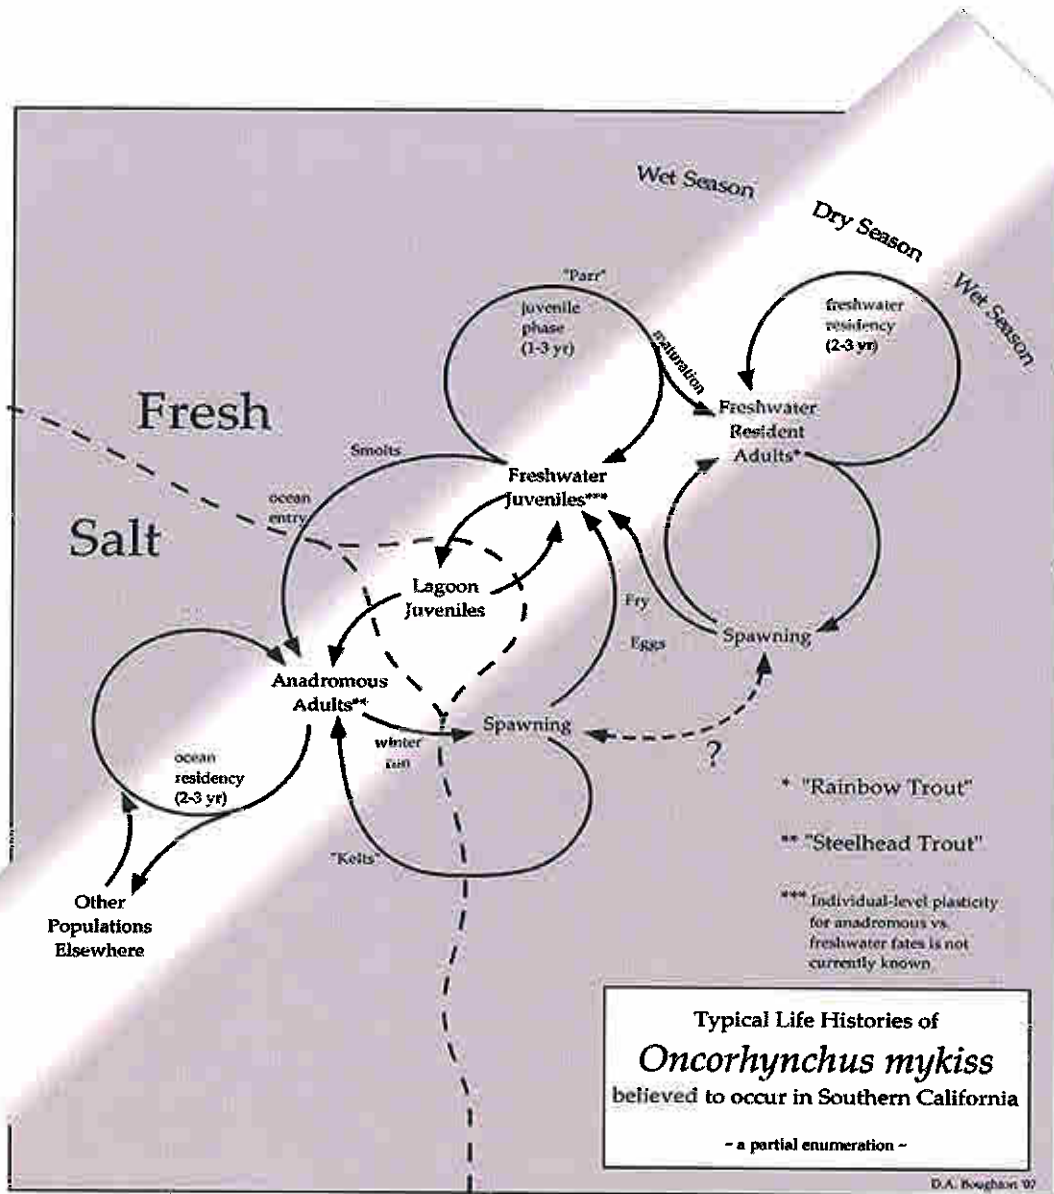 Wet Season
Dry Season
Wet Season
"Parr"
juvenile
phase
(1-3 yr)
maturation
freshwater
residency
(2-3 yr)
Freshwater
Resident
Adults*
Fresh
Salt
Smolts
ocean
entry
Freshwater
Juveniles***
Lagoon
Juveniles
Fry
Eggs
Spawning
Anadromous
Adults**
winter
run
Spawning
?
ocean
residency
(2-3 yr)
"Kelts"
Other
Populations
Elsewhere
* "Rainbow Trout"
** "Steelhead Trout"
*** Individual-level plasticity
for anadromous vs.
freshwater fates is not
currently known
Typical Life Histories of
Oncorhynchus mykiss
believed to occur in Southern California
~ a partial enumeration ~
D.A. Boughton '07